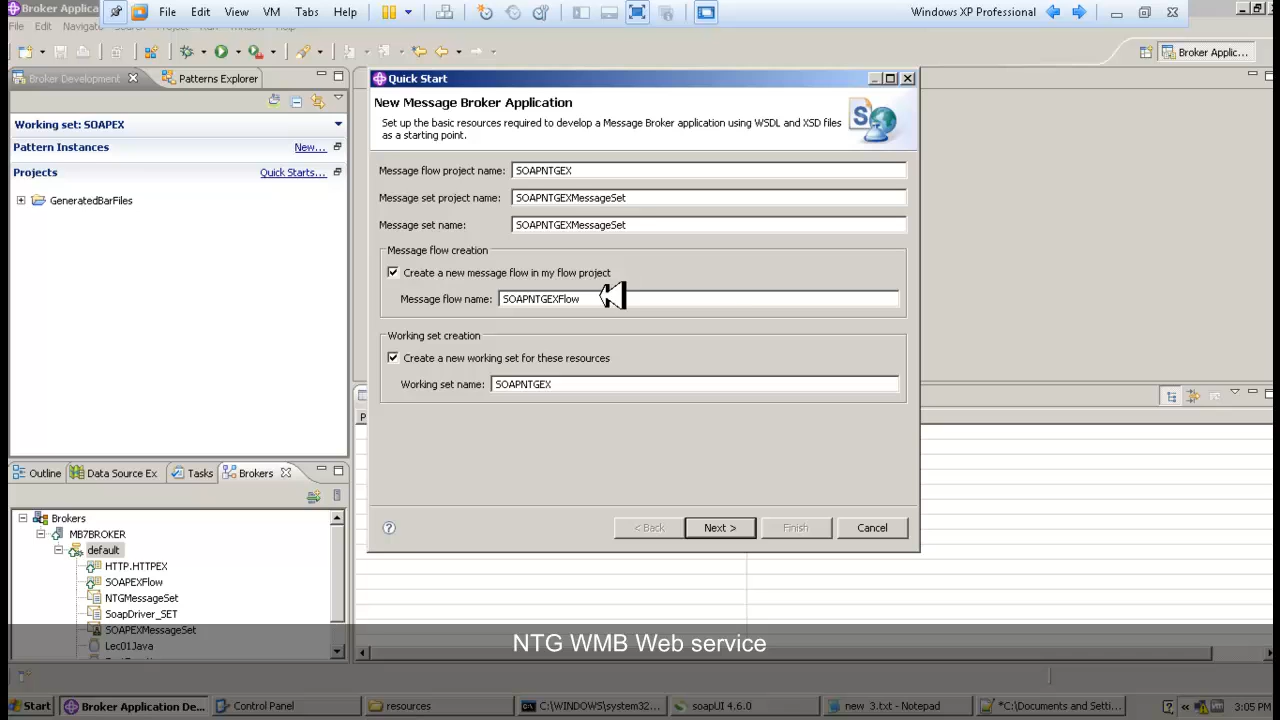 Broker Applica
File Edit View VM Tabs Help
Windows XP Professional
File Edit Navigate
Broker Applic...
Broker Development
Patterns Explorer
Working set: SOAPEX
Pattern Instances New...
Projects Quick Starts...
GeneratedBarFiles
Quick Start
New Message Broker Application
Set up the basic resources required to develop a Message Broker application using WSDL and XSD files
as a starting point.
Message flow project name: SOAPNTGEX
Message set project name: SOAPNTGEXMessageSet
Message set name: SOAPNTGEXMessageSet
Message flow creation
Create a new message flow in my flow project
Message flow name: SOAPNTGEXFlow
Working set creation
Create a new working set for these resources
Working set name: SOAPNTGEX
< Back Next > Finish Cancel
P
Outline Data Source Ex Tasks Brokers
Brokers
MB7BROKER
default
HTTP.HTTPEX
SOAPEXFlow
NTGMessageSet
SoapDriver_SET
SOAPEXMessageSet
Lec01Java
NTG WMB Web service
Start Broker Application De... Control Panel resources C:\WINDOWS\system32... soapUI 4.6.0 new 3.txt - Notepad *C:\Documents and Setti... 3:05 PM